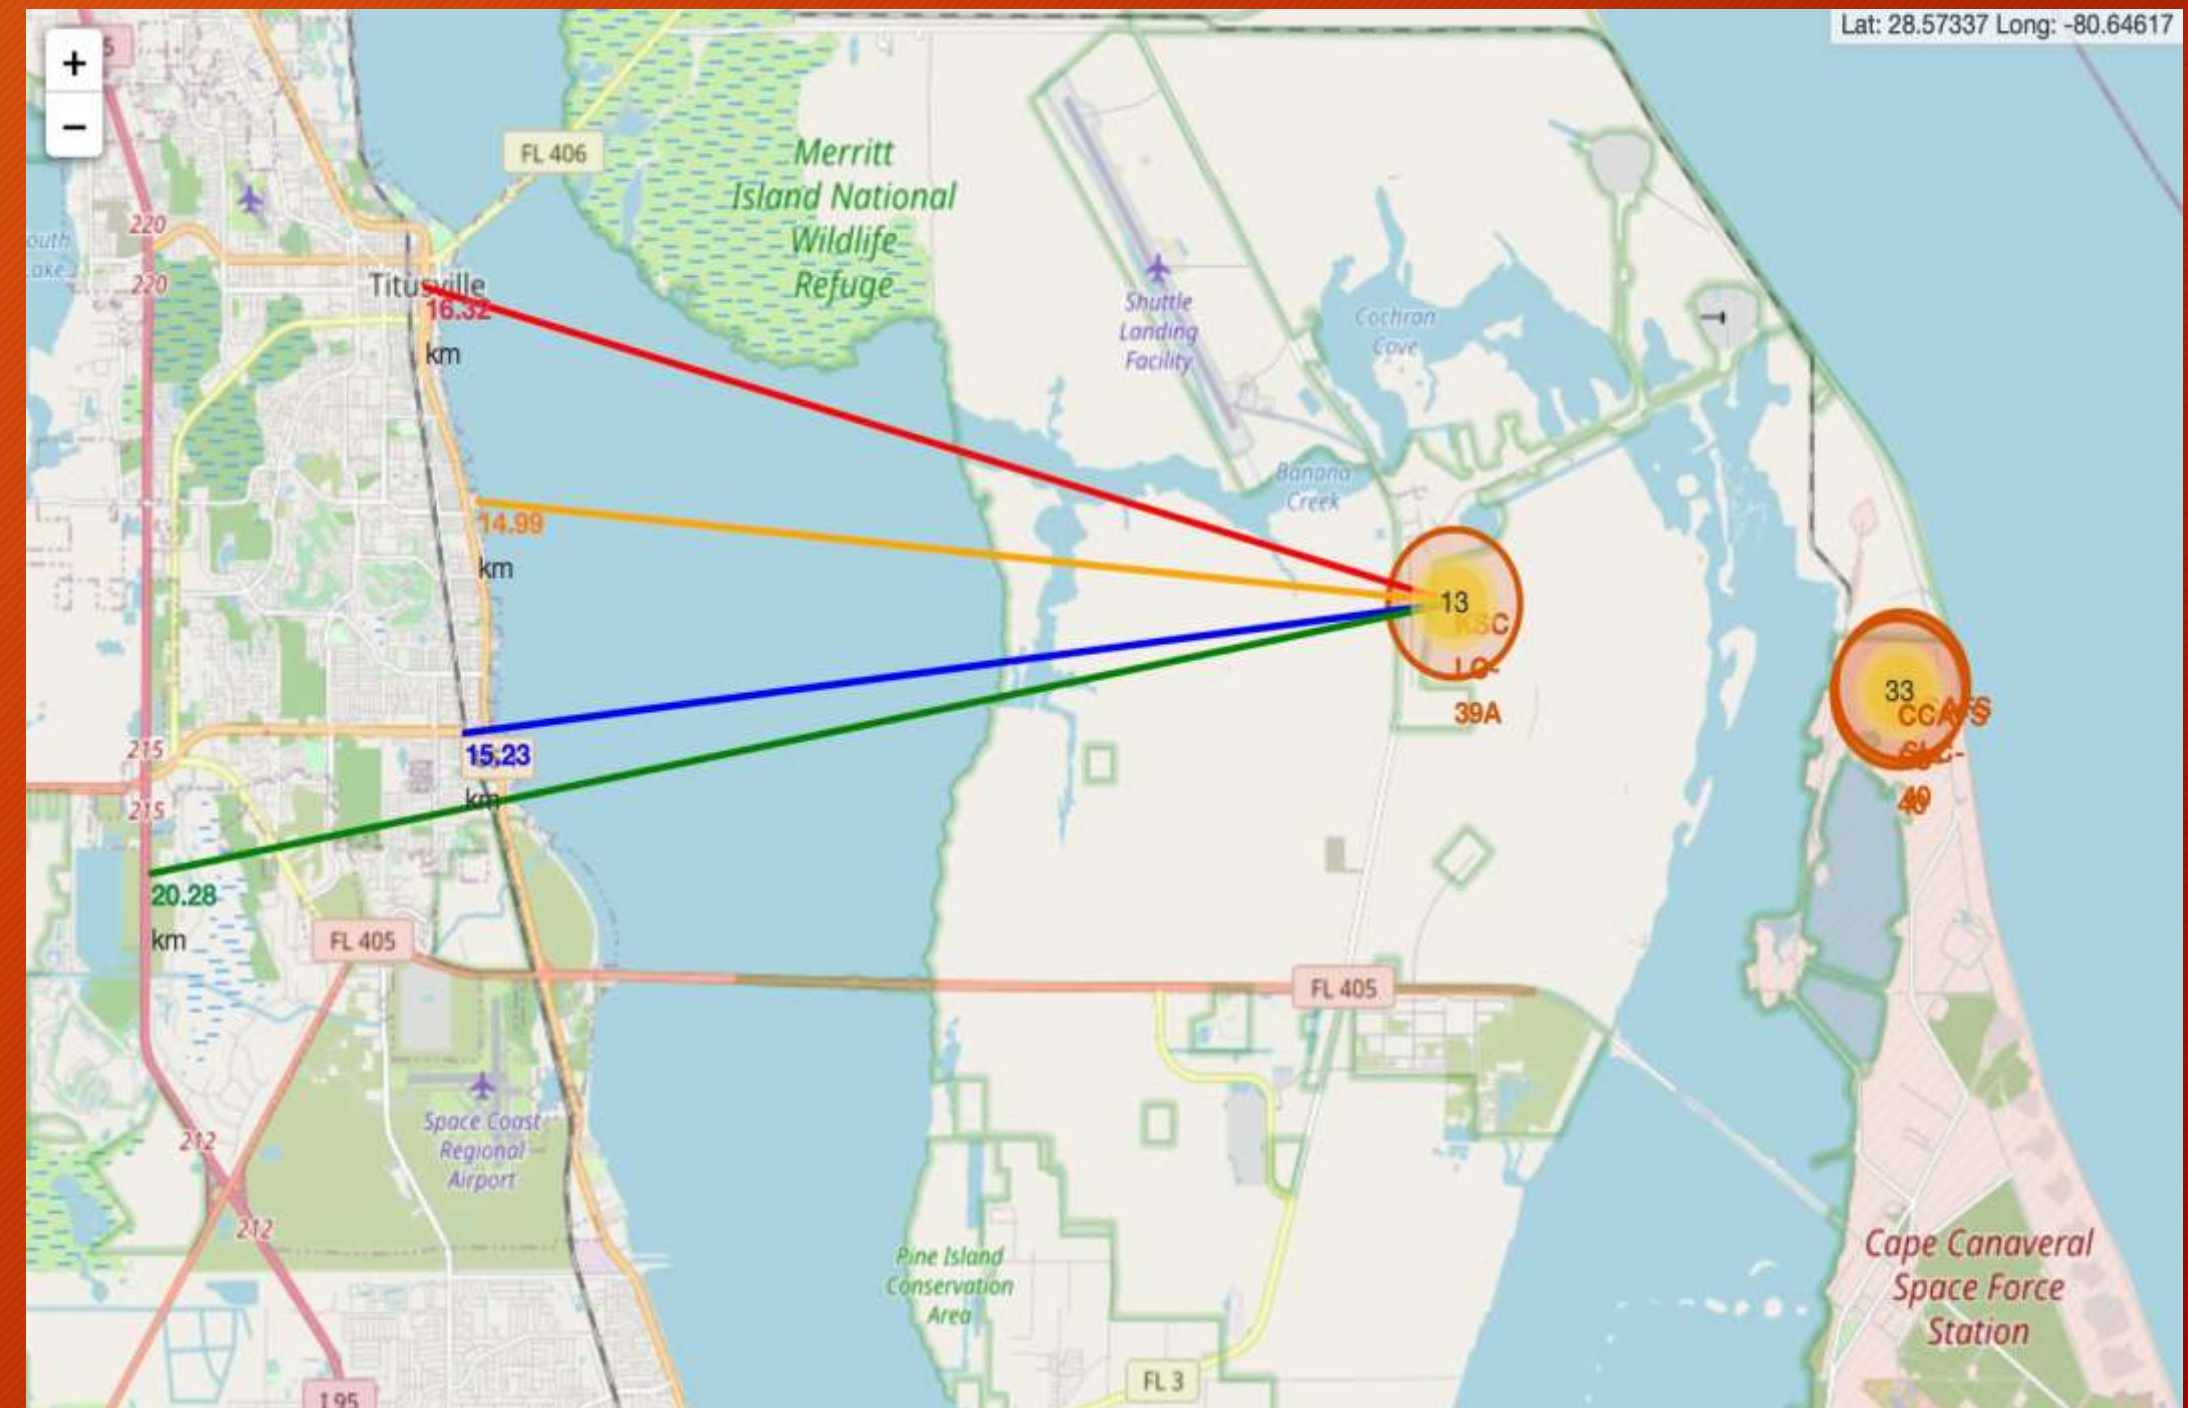 Lat: 28.57337 Long: -80.64617
+
−
FL 406
Merritt
Island National
Wildlife
Refuge
220
220
Titusville
16.32
km
Shuttle
Landing
Facility
Cochran
Cove
Banana
Creek
14.99
km
13
KSC
LC-
39A
33
40
215
15.23
km
215
20.28
km
FL 405
FL 405
212
Space Coast
Regional
Airport
212
Pine Island
Conservation
Area
Cape Canaveral
Space Force
Station
FL 3
I 95